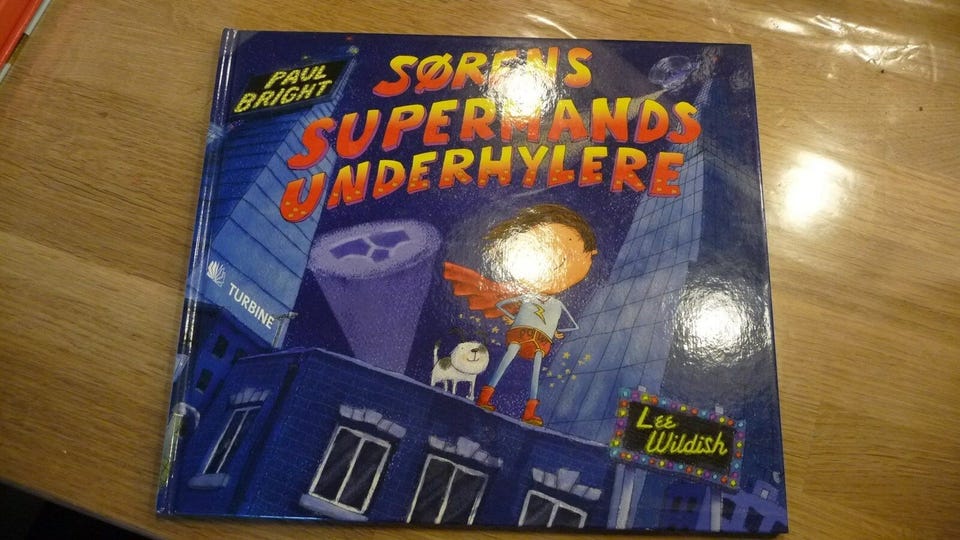 PAUL
BRIGHT
SØRENS
SUPERMANDS
UNDERHYLERE
TURBINE
Lee
Wildish